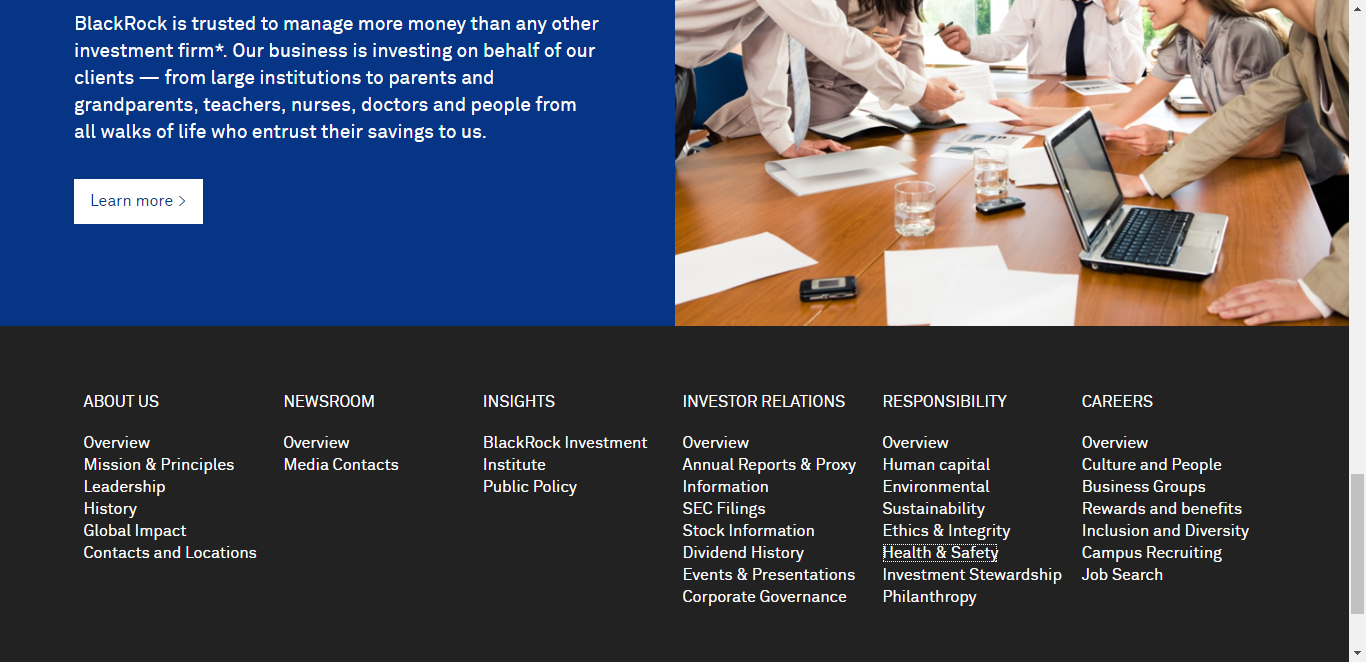 BlackRock is trusted to manage more money than any other
investment firm*. Our business is investing on behalf of our
clients — from large institutions to parents and
grandparents, teachers, nurses, doctors and people from
all walks of life who entrust their savings to us.
Learn more >
ABOUT US
Overview
Mission & Principles
Leadership
History
Global Impact
Contacts and Locations
NEWSROOM
Overview
Media Contacts
INSIGHTS
BlackRock Investment
Institute
Public Policy
INVESTOR RELATIONS
Overview
Annual Reports & Proxy
Information
SEC Filings
Stock Information
Dividend History
Events & Presentations
Corporate Governance
RESPONSIBILITY
Overview
Human capital
Environmental
Sustainability
Ethics & Integrity
Health & Safety
Investment Stewardship
Philanthropy
CAREERS
Overview
Culture and People
Business Groups
Rewards and benefits
Inclusion and Diversity
Campus Recruiting
Job Search